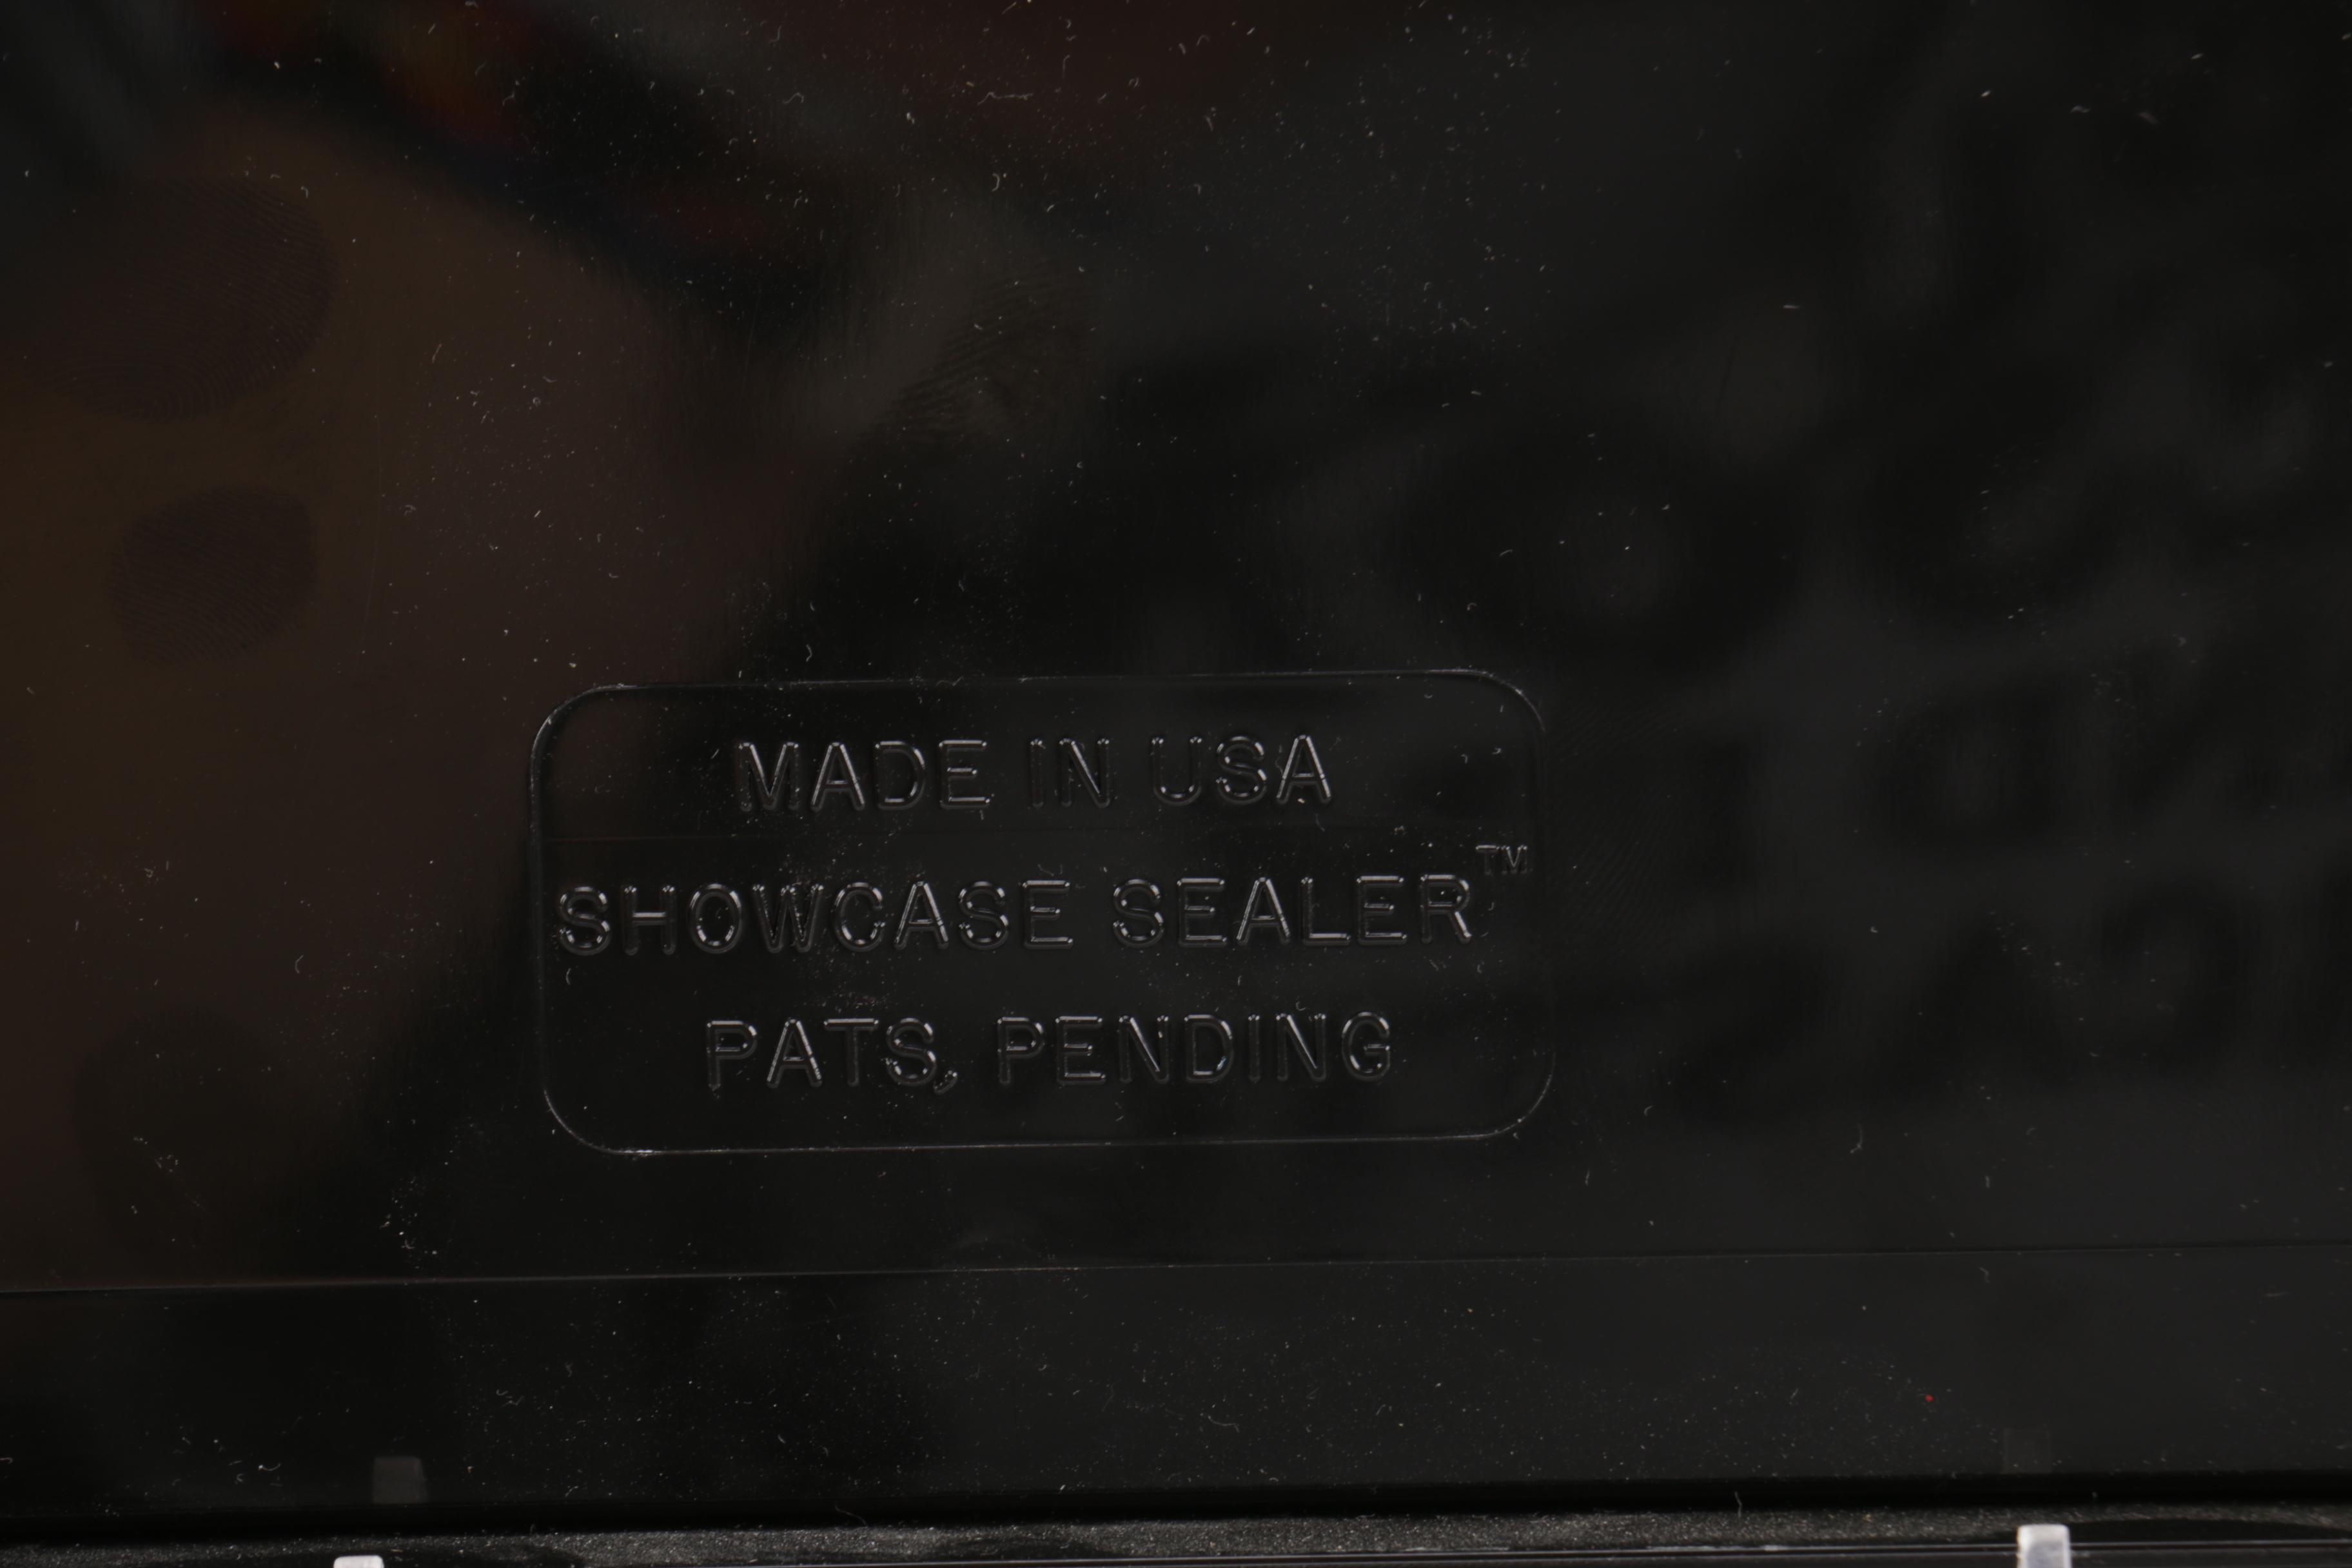 MADE IN USA
SHOWCASE SEALER™
PATS, PENDING